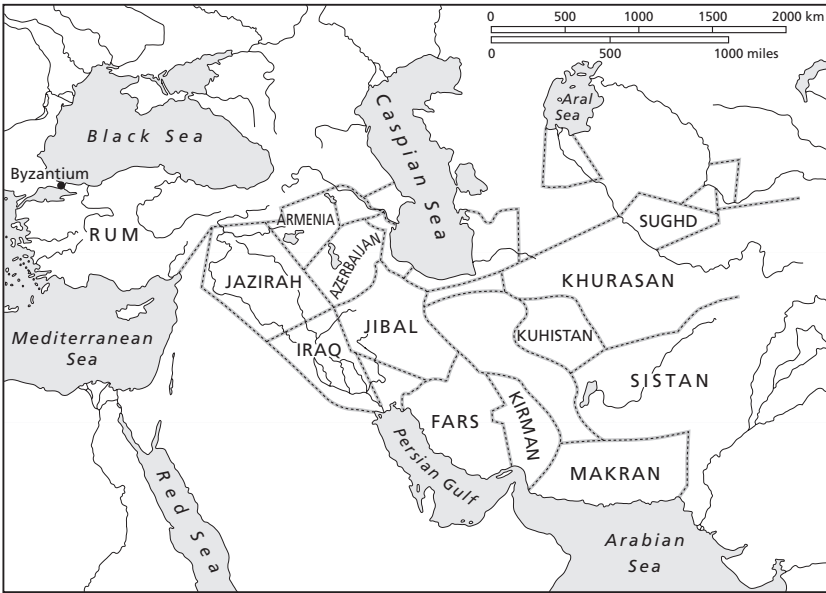 0 500 1000 1500 2000 km
0 500 1000 miles
Aral
Sea
Caspian Sea
Black Sea
Byzantium
RUM
ARMENIA
SUGHD
AZERBAIJAN
JAZIRAH
KHURASAN
JIBAL
KUHISTAN
Mediterranean
Sea
IRAQ
SISTAN
KIRMAN
FARS
Persian Gulf
MAKRAN
Red Sea
Arabian
Sea